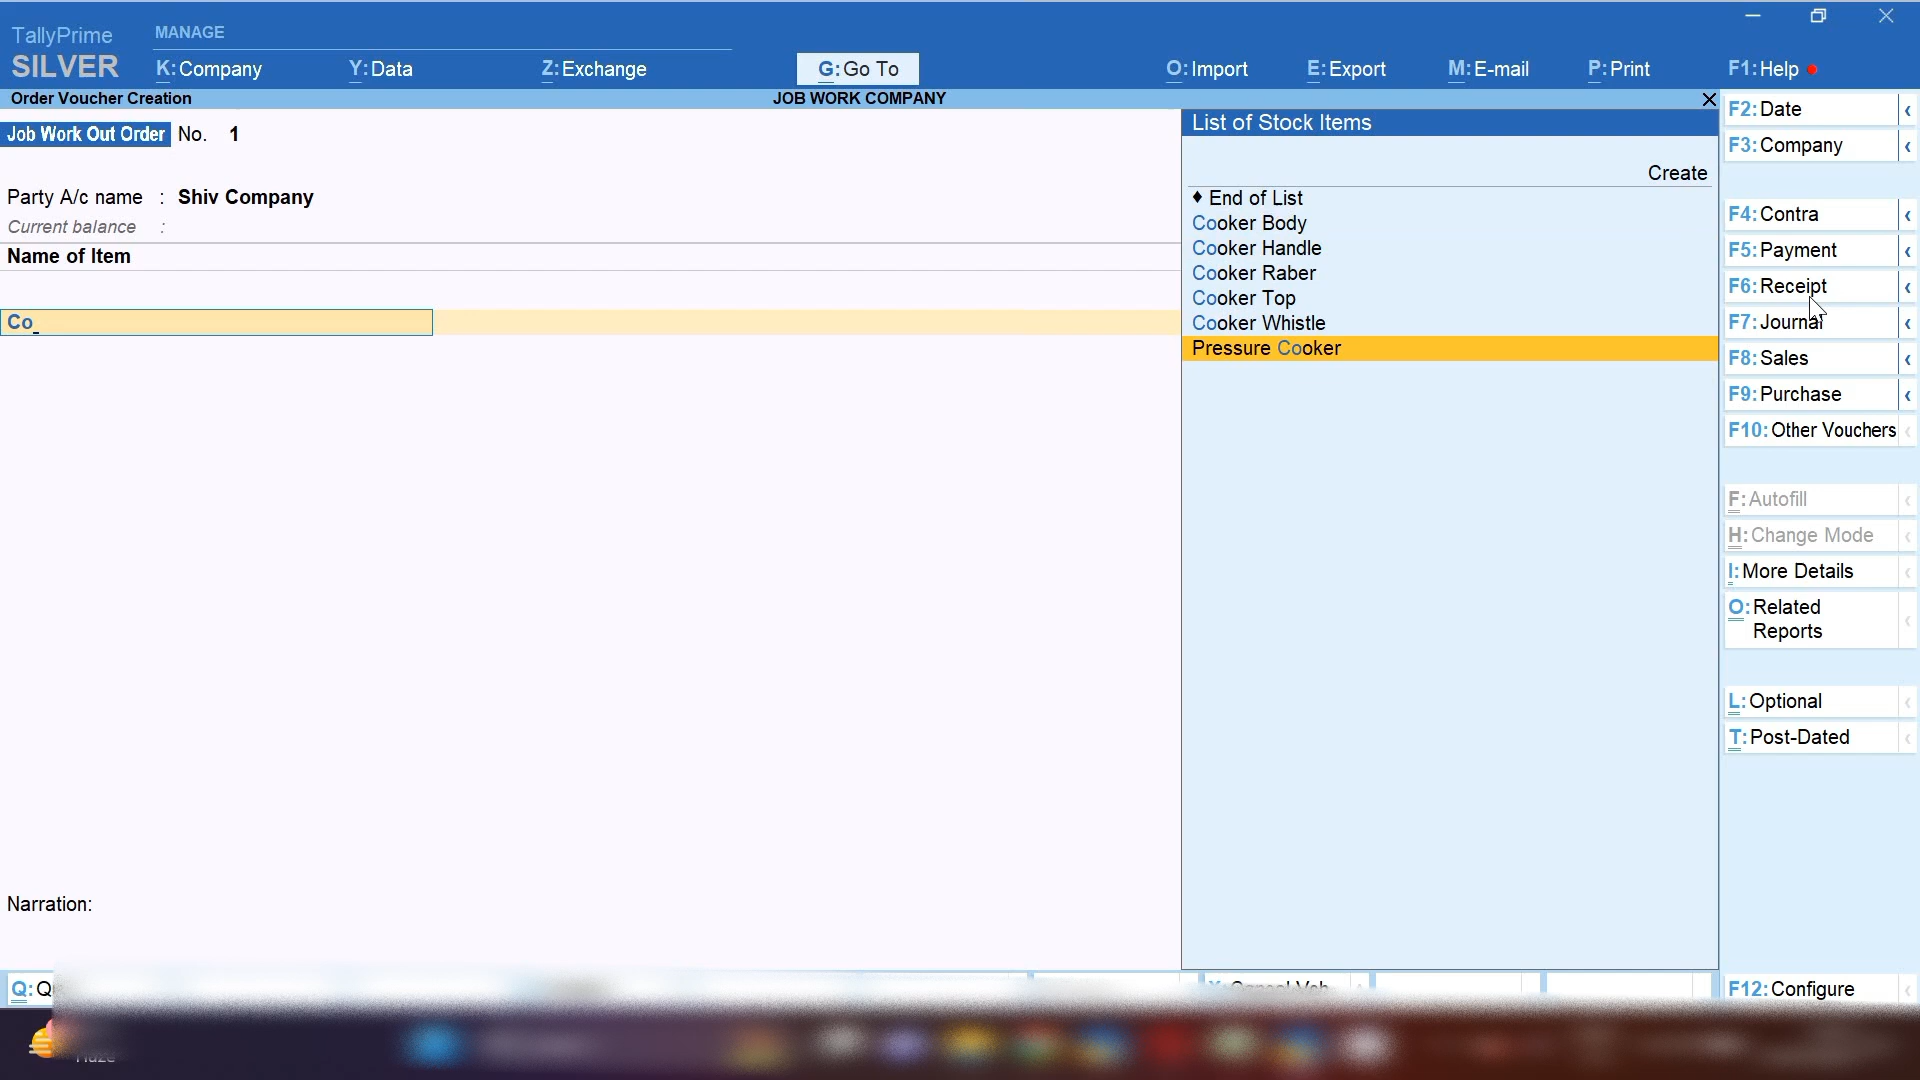 TallyPrime
SILVER
MANAGE
K:Company
Y:Data
Z:Exchange
G:Go To
O:Import
E:Export
M:E-mail
P:Print
F1:Help
Order Voucher Creation
JOB WORK COMPANY
Job Work Out Order No. 1
Party A/c name : Shiv Company
Current balance :
Name of Item
Co
List of Stock Items
Create
♦ End of List
Cooker Body
Cooker Handle
Cooker Raber
Cooker Top
Cooker Whistle
Pressure Cooker
Narration:
F2:Date
F3:Company
F4:Contra
F5:Payment
F6:Receipt
F7:Journal
F8:Sales
F9:Purchase
F10:Other Vouchers
F:Autofill
H:Change Mode
I:More Details
O:Related
Reports
L:Optional
T:Post-Dated
F12:Configure
Q: